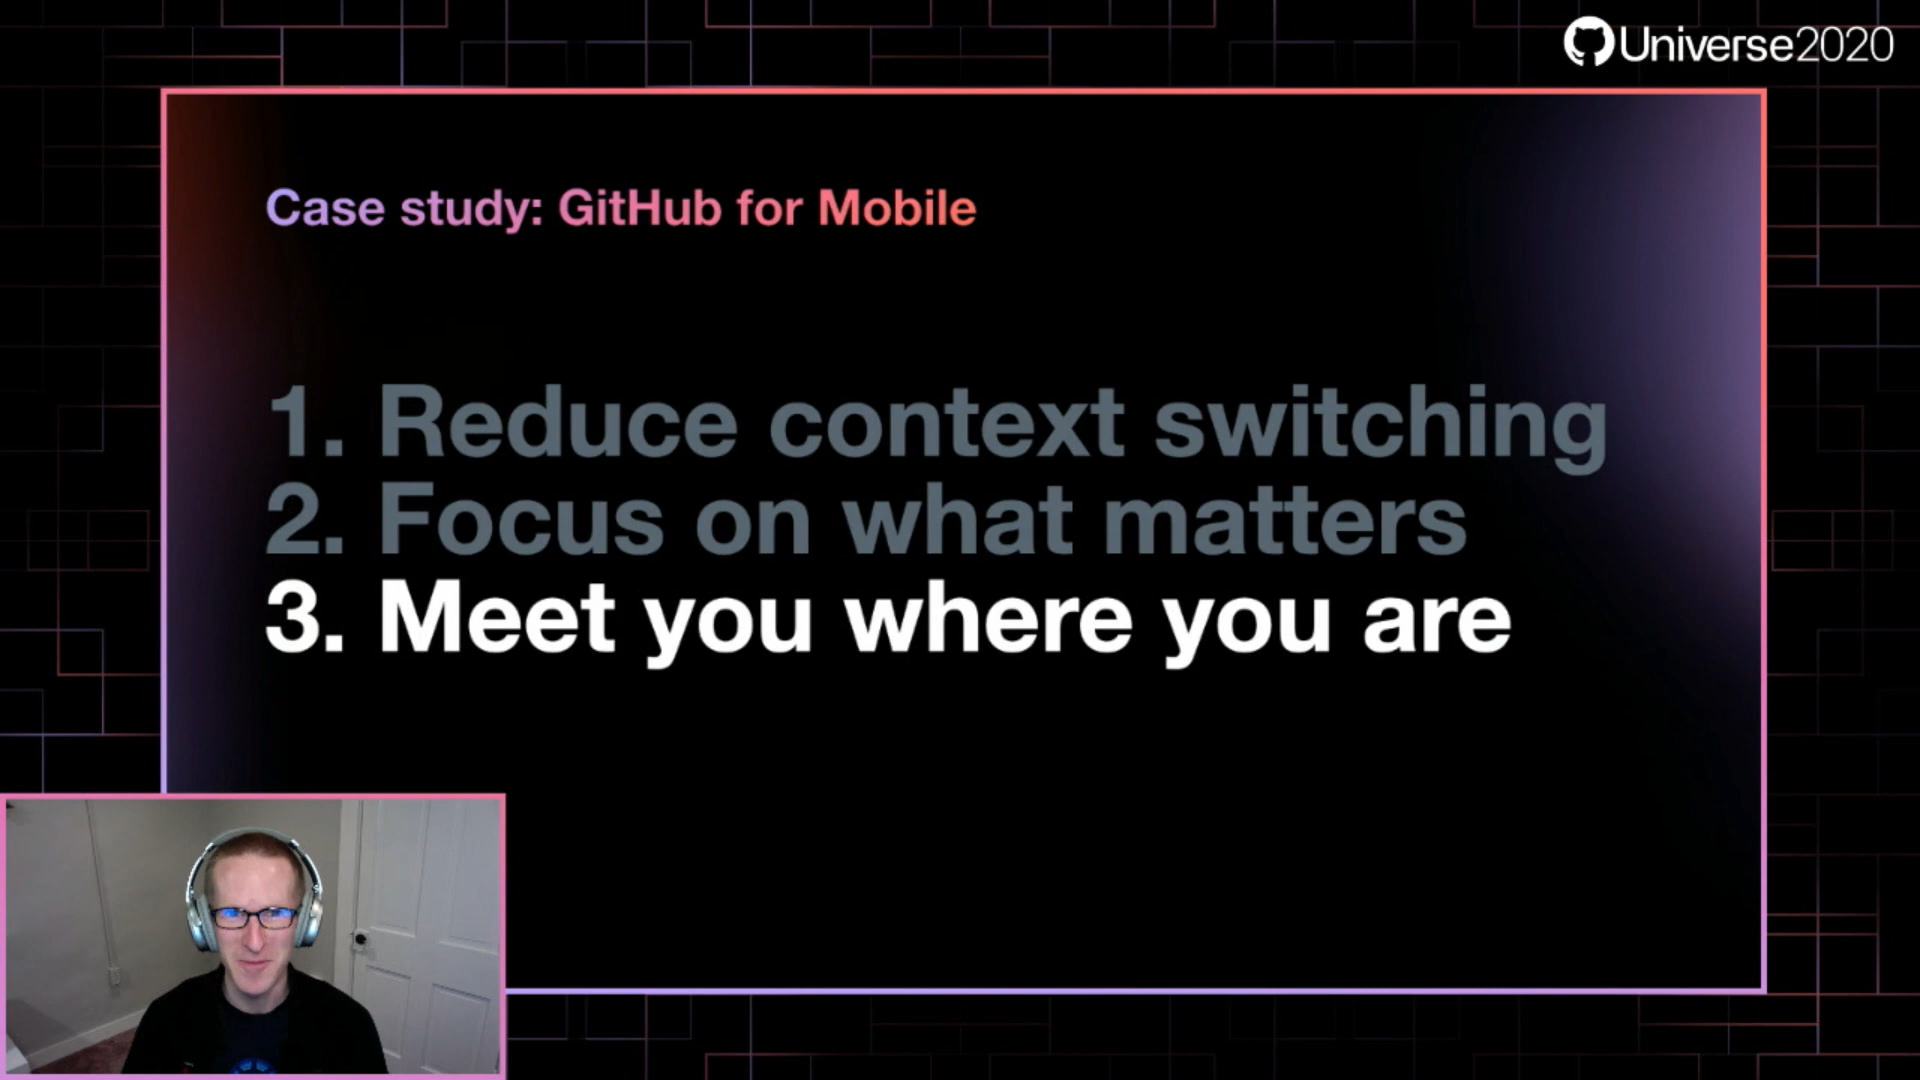 Universe2020
Case study: GitHub for Mobile
1. Reduce context switching
2. Focus on what matters
3. Meet you where you are